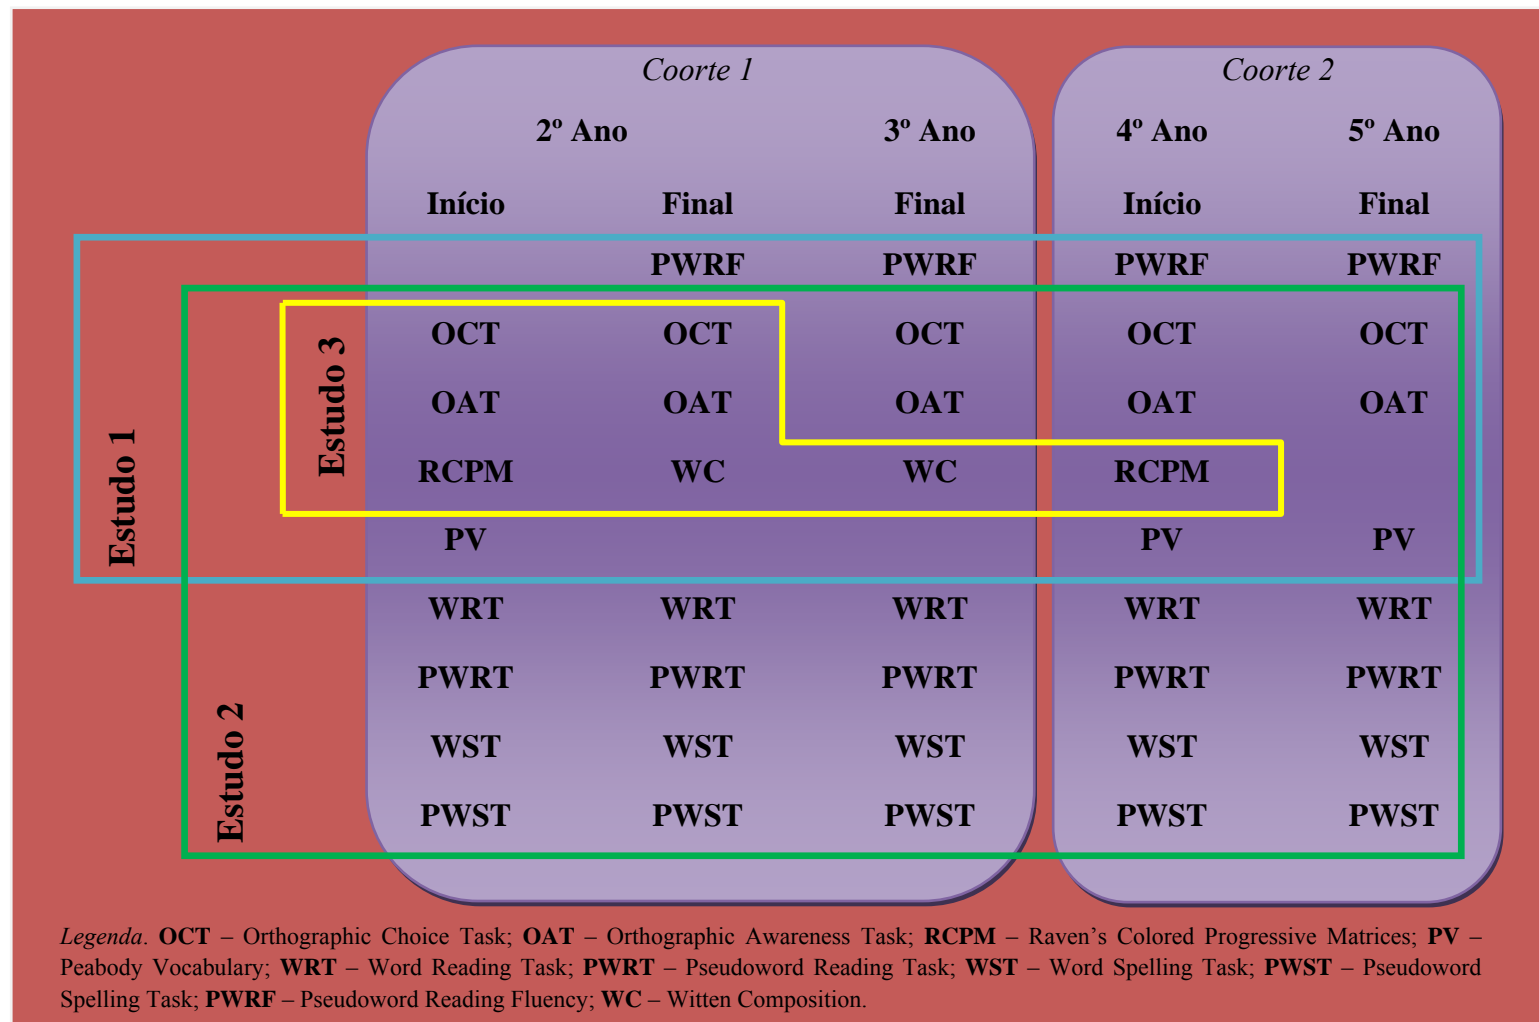 Coorte 1 Coorte 2
2º Ano 3º Ano 4º Ano 5º Ano
Início Final Final Início Final
PWRF PWRF PWRF PWRF
OCT OCT OCT OCT OCT
OAT OAT OAT OAT OAT
RCPM WC WC RCPM
PV PV PV
WRT WRT WRT WRT WRT
PWRT PWRT PWRT PWRT PWRT
WST WST WST WST WST
PWST PWST PWST PWST PWST
Estudo 1
Estudo 2
Estudo 3
Legenda. OCT – Orthographic Choice Task; OAT – Orthographic Awareness Task; RCPM – Raven's Colored Progressive Matrices; PV –
Peabody Vocabulary; WRT – Word Reading Task; PWRT – Pseudoword Reading Task; WST – Word Spelling Task; PWST – Pseudoword
Spelling Task; PWRF – Pseudoword Reading Fluency; WC – Witten Composition.